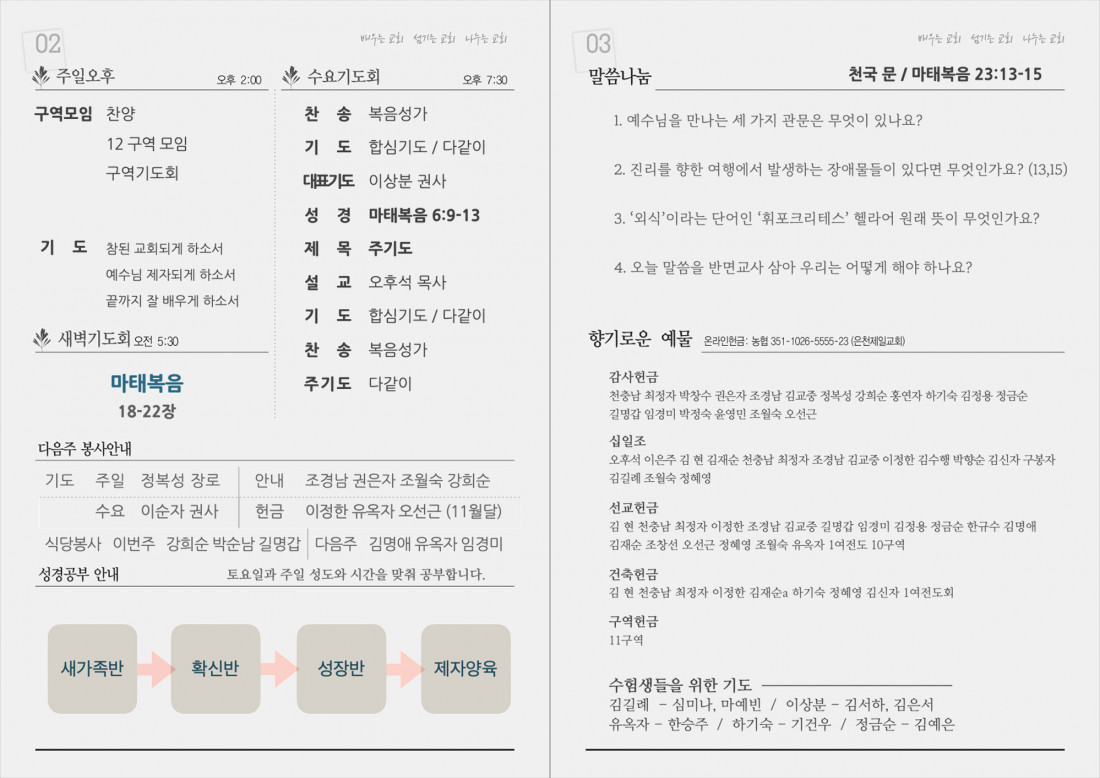 02
배우는 교회 섬기는 교회 나누는 교회
주일오후 오후 2:00
구역모임 찬양
12 구역 모임
구역기도회
기 도 참된 교회되게 하소서
예수님 제자되게 하소서
끝까지 잘 배우게 하소서
새벽기도회 오전 5:30
마태복음
18-22장
수요기도회 오후 7:30
찬 송 복음성가
기 도 합심기도 / 다같이
대표기도 이상분 권사
성 경 마태복음 6:9-13
제 목 주기도
설 교 오후석 목사
기 도 합심기도 / 다같이
찬 송 복음성가
주기도 다같이
다음주 봉사안내
기도 주일 정복성 장로 안내 조경남 권은자 조월숙 강희순
수요 이순자 권사 헌금 이정한 유옥자 오선근 (11월달)
식당봉사 이번주 강희순 박순남 길명갑 다음주 김명애 유옥자 임경미
성경공부 안내 토요일과 주일 성도와 시간을 맞춰 공부합니다.
새가족반 확신반 성장반 제자양육
03
배우는 교회 섬기는 교회 나누는 교회
말씀나눔 천국 문 / 마태복음 23:13-15
1. 예수님을 만나는 세 가지 관문은 무엇이 있나요?
2. 진리를 향한 여행에서 발생하는 장애물들이 있다면 무엇인가요? (13,15)
3. ‘외식’이라는 단어인 ‘휘포크리테스’ 헬라어 원래 뜻이 무엇인가요?
4. 오늘 말씀을 반면교사 삼아 우리는 어떻게 해야 하나요?
향기로운 예물 온라인헌금: 농협 351-1026-5555-23 (은천제일교회)
감사헌금
천충남 최정자 박창수 권은자 조경남 김교중 정복성 강희순 홍연자 하기숙 김정용 정금순
길명갑 임경미 박정숙 윤영민 조월숙 오선근
십일조
오후석 이은주 김 현 김재순 천충남 최정자 조경남 김교중 이정한 김수행 박향순 김신자 구봉자
김길례 조월숙 정혜영
선교헌금
김 현 천충남 최정자 이정한 조경남 김교중 길명갑 임경미 김정용 정금순 한규수 김명애
김재순 조창선 오선근 정혜영 조월숙 유옥자 1여전도 10구역
건축헌금
김 현 천충남 최정자 이정한 김재순a 하기숙 정혜영 김신자 1여전도회
구역헌금
11구역
수험생들을 위한 기도
김길례 - 심미나, 마예빈 / 이상분 - 김서하, 김은서
유옥자 - 한승주 / 하기숙 - 기건우 / 정금순 - 김예은